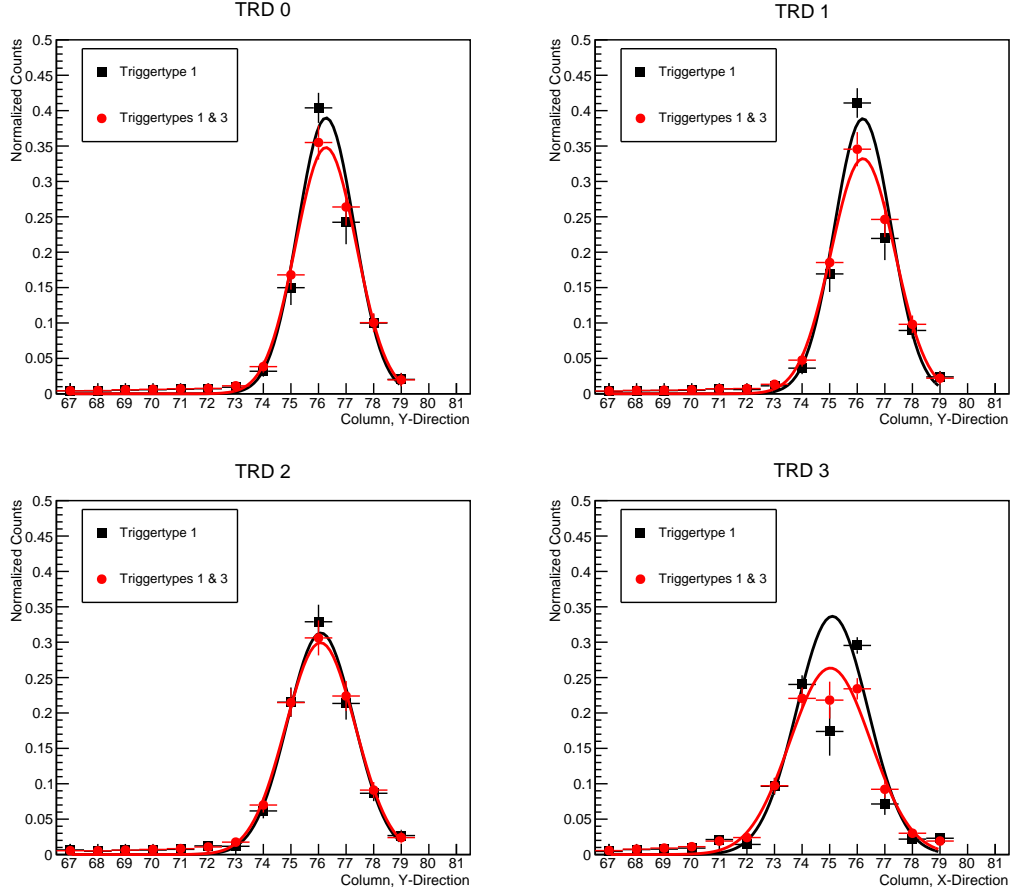 TRD 0
Normalized Counts
0.5
0.45
0.4
0.35
0.3
0.25
0.2
0.15
0.1
0.05
0
Triggertype 1
Triggertypes 1 & 3
67 68 69 70 71 72 73 74 75 76 77 78 79 80 81
Column, Y-Direction
TRD 1
Normalized Counts
0.5
0.45
0.4
0.35
0.3
0.25
0.2
0.15
0.1
0.05
0
Triggertype 1
Triggertypes 1 & 3
67 68 69 70 71 72 73 74 75 76 77 78 79 80 81
Column, Y-Direction
TRD 2
Normalized Counts
0.5
0.45
0.4
0.35
0.3
0.25
0.2
0.15
0.1
0.05
0
Triggertype 1
Triggertypes 1 & 3
67 68 69 70 71 72 73 74 75 76 77 78 79 80 81
Column, Y-Direction
TRD 3
Normalized Counts
0.5
0.45
0.4
0.35
0.3
0.25
0.2
0.15
0.1
0.05
0
Triggertype 1
Triggertypes 1 & 3
67 68 69 70 71 72 73 74 75 76 77 78 79 80 81
Column, X-Direction